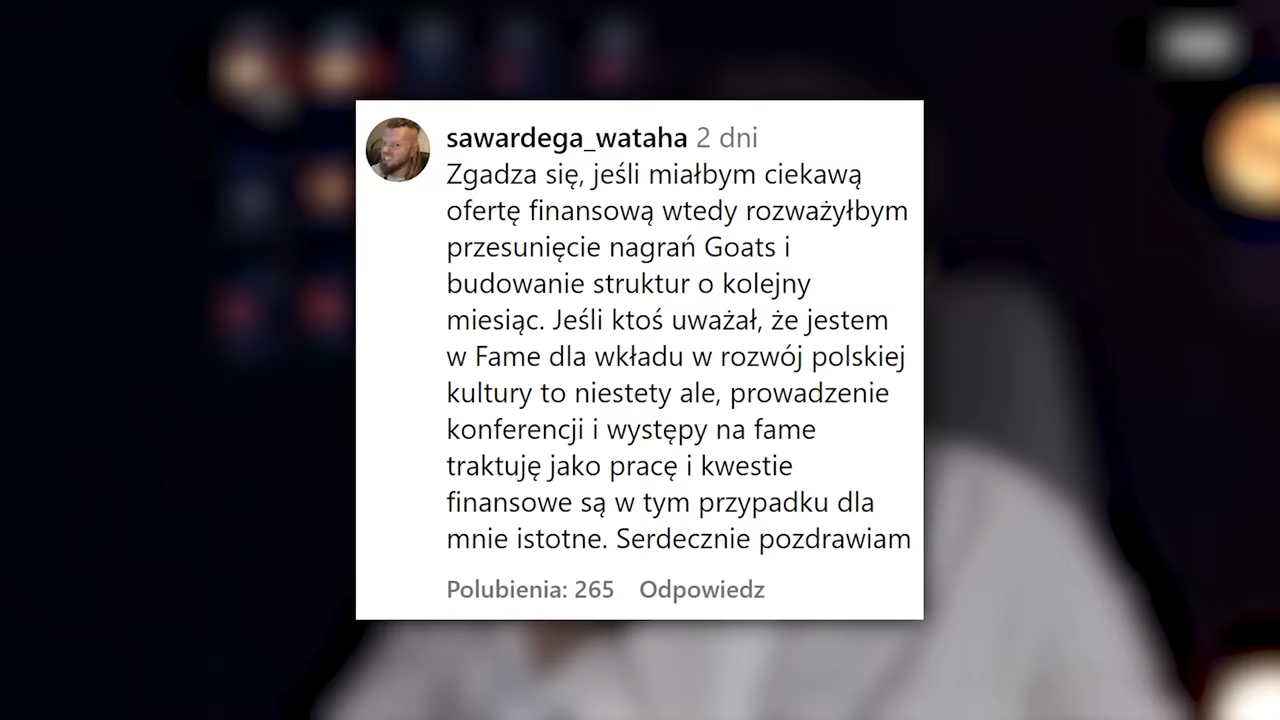 sawardega_wataha 2 dni
Zgadza się, jeśli miałbym ciekawą
ofertę finansową wtedy rozważyłbym
przesunięcie nagrań Goats i
budowanie struktur o kolejny
miesiąc. Jeśli ktoś uważał, że jestem
w Fame dla wkładu w rozwój polskiej
kultury to niestety ale, prowadzenie
konferencji i występy na fame
traktuję jako pracę i kwestie
finansowe są w tym przypadku dla
mnie istotne. Serdecznie pozdrawiam
Polubienia: 265 Odpowiedz